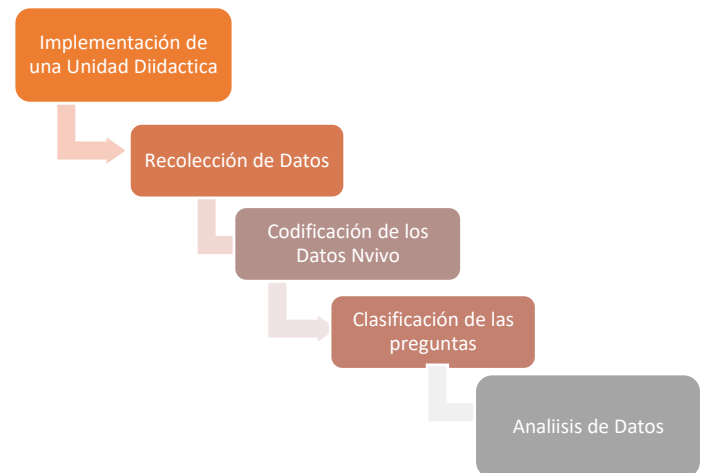 Implementación de
una Unidad Diidactica
Recolección de Datos
Codificación de los
Datos Nvivo
Clasificación de las
preguntas
Analiisis de Datos